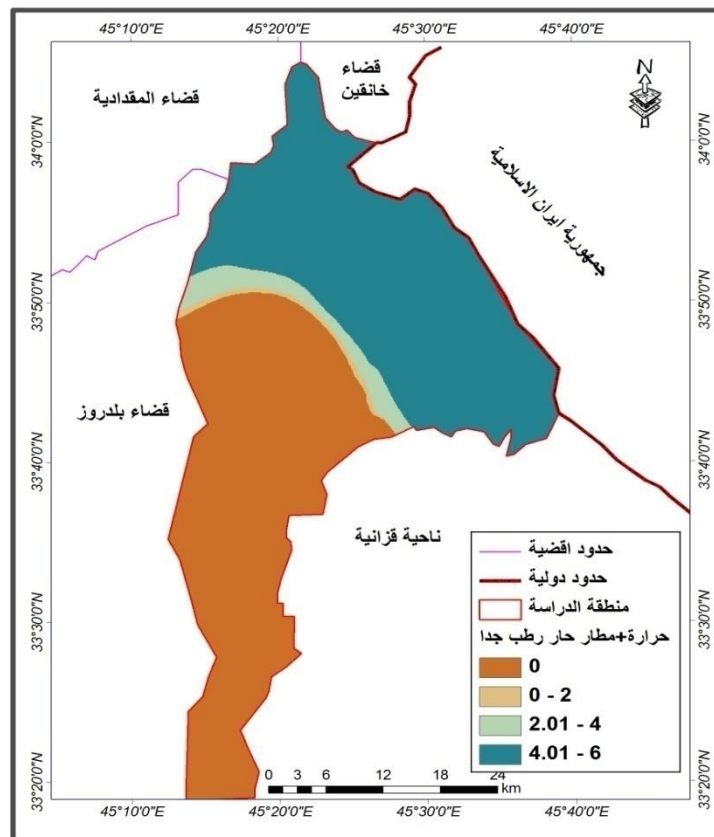 45°10'0"E 45°20'0"E 45°30'0"E 45°40'0"E
قضاء المقدادية
قضاء
خانقين
N
جمهورية ايران الاسلامية
34°0'0"N 34°0'0"N
33°50'0"N 33°50'0"N
قضاء بلدروز
33°40'0"N 33°40'0"N
ناحية قزانية
حدود اقضية
حدود دولية
منطقة الدراسة
حرارة+مطار حار رطب جدا
0
0 - 2
2.01 - 4
4.01 - 6
33°30'0"N 33°30'0"N
33°20'0"N 33°20'0"N
0 3 6 12 18 24
km
45°10'0"E 45°20'0"E 45°30'0"E 45°40'0"E